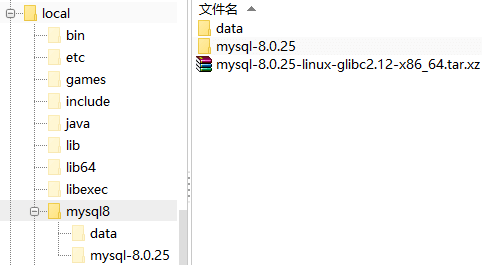 local
bin
etc
games
include
java
lib
lib64
libexec
mysql8
data
mysql-8.0.25
文件名
data
mysql-8.0.25
mysql-8.0.25-linux-glibc2.12-x86_64.tar.xz